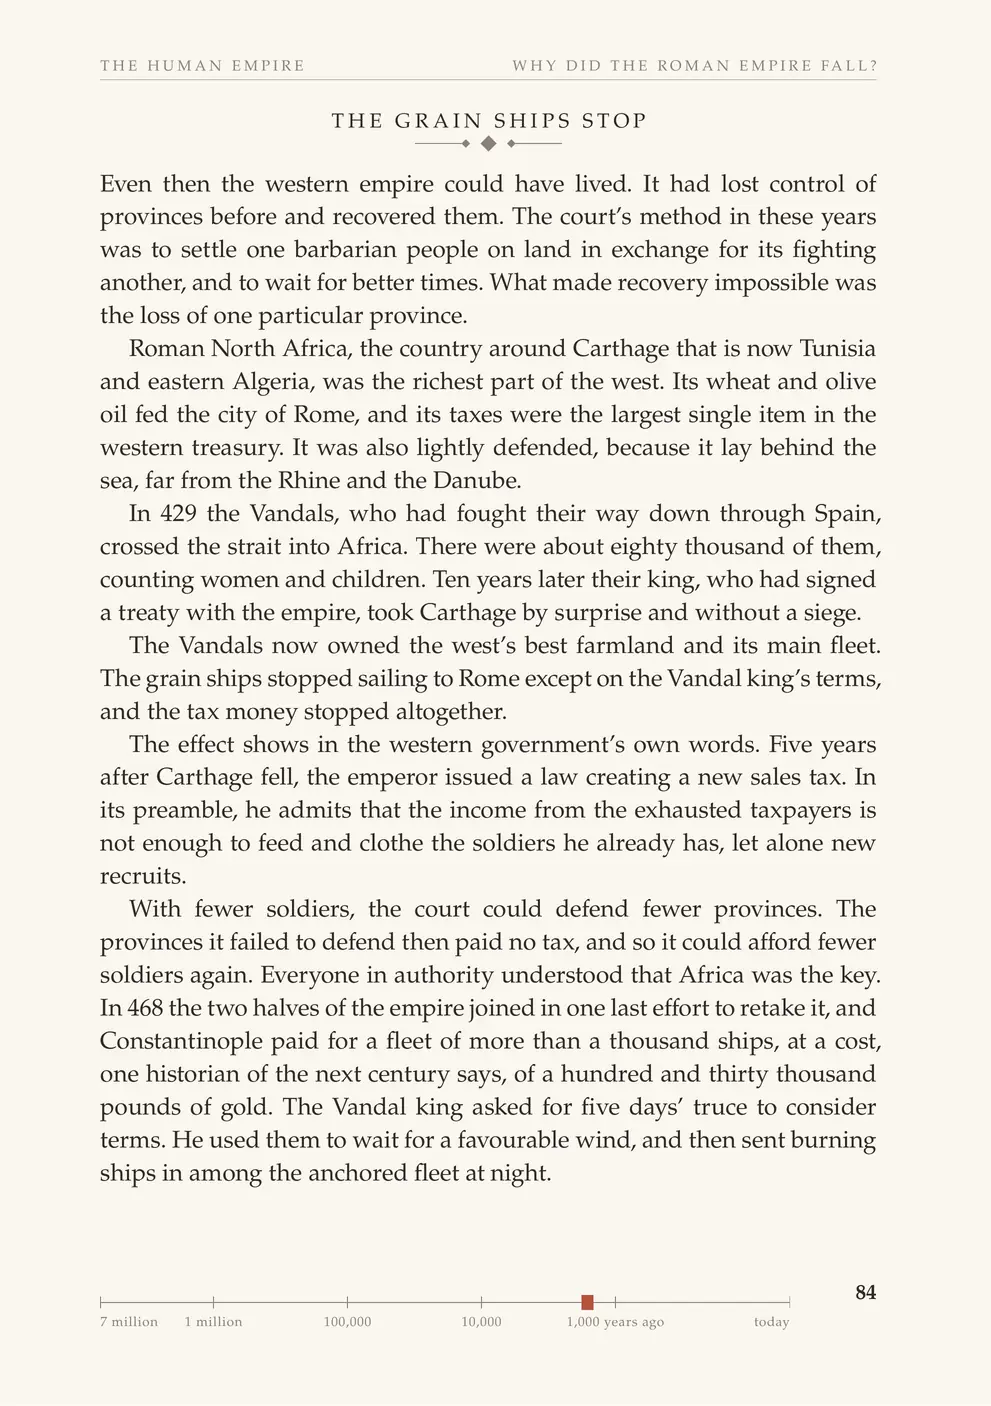 THE HUMAN EMPIRE
WHY DID THE ROMAN EMPIRE FALL?
THE GRAIN SHIPS STOP
Even then the western empire could have lived. It had lost control of
provinces before and recovered them. The court’s method in these years
was to settle one barbarian people on land in exchange for its fighting
another, and to wait for better times. What made recovery impossible was
the loss of one particular province.
Roman North Africa, the country around Carthage that is now Tunisia
and eastern Algeria, was the richest part of the west. Its wheat and olive
oil fed the city of Rome, and its taxes were the largest single item in the
western treasury. It was also lightly defended, because it lay behind the
sea, far from the Rhine and the Danube.
In 429 the Vandals, who had fought their way down through Spain,
crossed the strait into Africa. There were about eighty thousand of them,
counting women and children. Ten years later their king, who had signed
a treaty with the empire, took Carthage by surprise and without a siege.
The Vandals now owned the west’s best farmland and its main fleet.
The grain ships stopped sailing to Rome except on the Vandal king’s terms,
and the tax money stopped altogether.
The effect shows in the western government’s own words. Five years
after Carthage fell, the emperor issued a law creating a new sales tax. In
its preamble, he admits that the income from the exhausted taxpayers is
not enough to feed and clothe the soldiers he already has, let alone new
recruits.
With fewer soldiers, the court could defend fewer provinces. The
provinces it failed to defend then paid no tax, and so it could afford fewer
soldiers again. Everyone in authority understood that Africa was the key.
In 468 the two halves of the empire joined in one last effort to retake it, and
Constantinople paid for a fleet of more than a thousand ships, at a cost,
one historian of the next century says, of a hundred and thirty thousand
pounds of gold. The Vandal king asked for five days’ truce to consider
terms. He used them to wait for a favourable wind, and then sent burning
ships in among the anchored fleet at night.
84
7 million
1 million
100,000
10,000
1,000 years ago
today